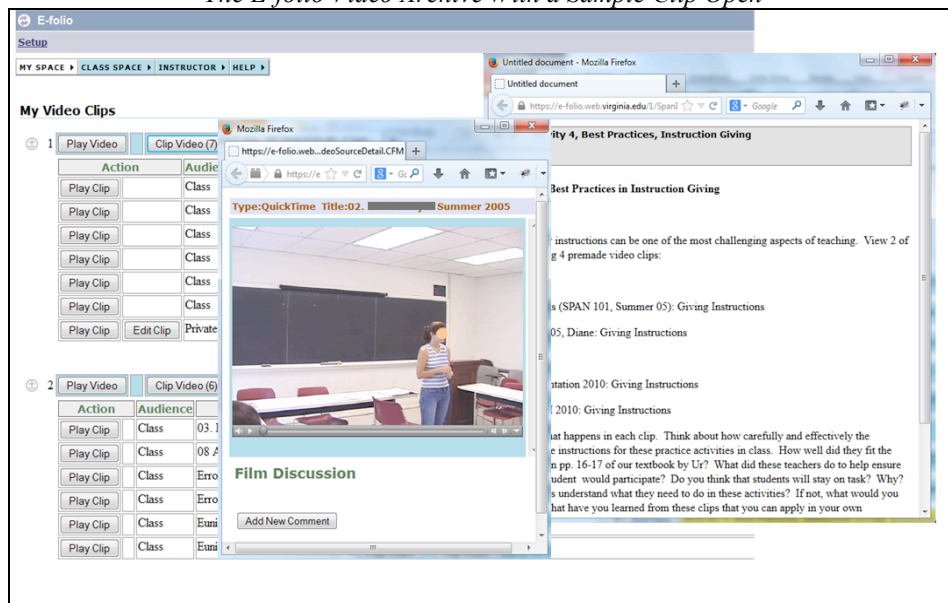 The E-folio Video Archive With a Sample Clip Open
E-folio
Setup
MY SPACE CLASS SPACE INSTRUCTOR HELP
My Video Clips
1 Play Video Clip Video (7)
Action Audie
Play Clip Class
Play Clip Class
Play Clip Class
Play Clip Class
Play Clip Class
Play Clip Class
Play Clip Edit Clip Private
2 Play Video Clip Video (6)
Action Audience
Play Clip Class 03.
Play Clip Class 08 A
Play Clip Class Erro
Play Clip Class Erro
Play Clip Class Euni
Play Clip Class Euni
Mozilla Firefox
https://e-folio.web...deoSourceDetail.CFM
https://e
Type:QuickTime Title:02. Summer 2005
Film Discussion
Add New Comment
Untitled document - Mozilla Firefox
Untitled document
https://e-folio.web.virginia.edu/1/Spanl Google
ity 4, Best Practices, Instruction Giving
Best Practices in Instruction Giving
instructions can be one of the most challenging aspects of teaching. View 2 of
g 4 premade video clips:
s (SPAN 101, Summer 05): Giving Instructions
05, Diane: Giving Instructions
ntation 2010: Giving Instructions
2010: Giving Instructions
at happens in each clip. Think about how carefully and effectively the
e instructions for these practice activities in class. How well did they fit the
n pp. 16-17 of our textbook by Ur? What did these teachers do to help ensure
udent would participate? Do you think that students will stay on task? Why?
s understand what they need to do in these activities? If not, what would you
hat have you learned from these clips that you can apply in your own